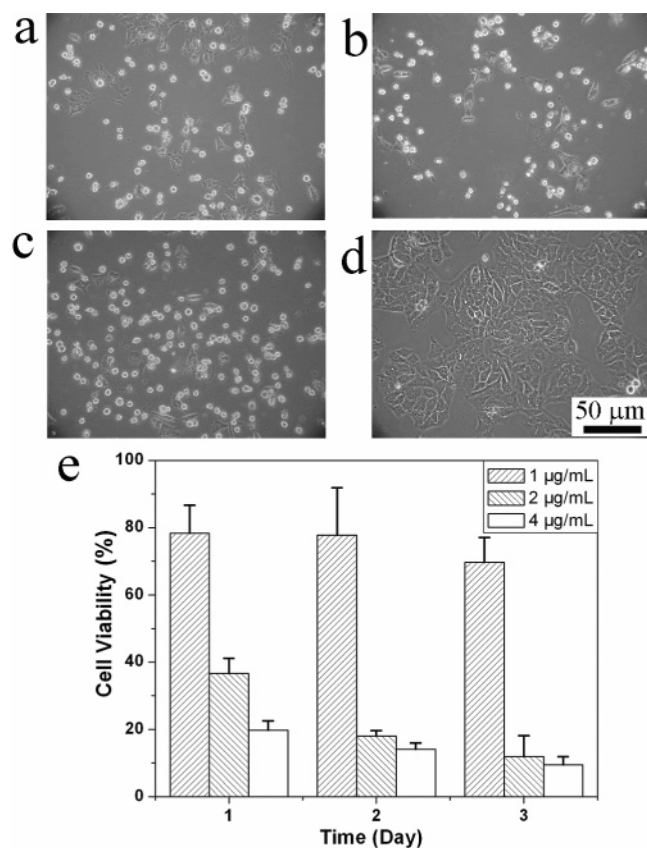 a
b
c
d
50 μm
e
1 μg/mL
2 μg/mL
4 μg/mL
100
80
60
40
20
0
Cell Viability (%)
1
2
3
Time (Day)